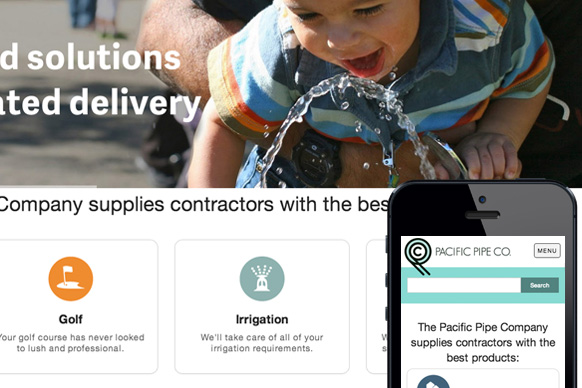 d solutions
ated delivery
Company supplies contractors with the bes
Golf
Your golf course has never looked
to lush and professional.
Irrigation
We'll take care of all of your
irrigation requirements.
PACIFIC PIPE CO.
MENU
Search
The Pacific Pipe Company
supplies contractors with the
best products: